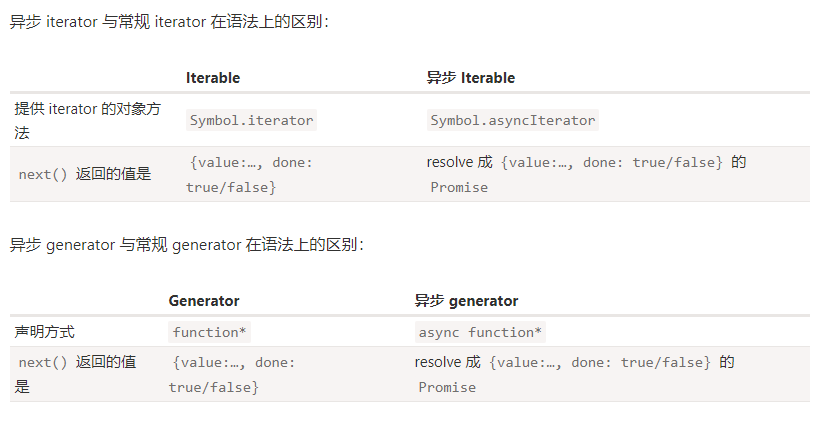 异步 iterator 与常规 iterator 在语法上的区别：
Iterable 异步 Iterable
提供 iterator 的对象方法 Symbol.iterator Symbol.asyncIterator
next() 返回的值是 {value:…, done: true/false} resolve 成 {value:…, done: true/false} 的 Promise
异步 generator 与常规 generator 在语法上的区别：
Generator 异步 generator
声明方式 function* async function*
next() 返回的值是 {value:…, done: true/false} resolve 成 {value:…, done: true/false} 的 Promise